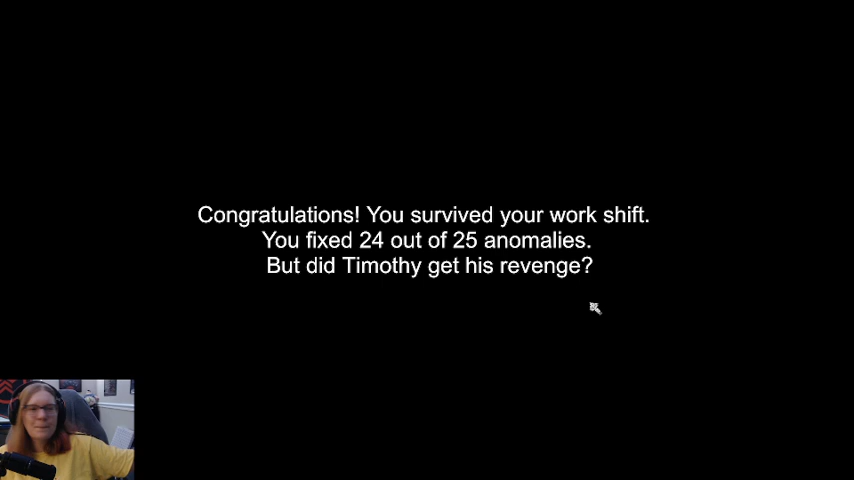 Congratulations! You survived your work shift.
You fixed 24 out of 25 anomalies.
But did Timothy get his revenge?